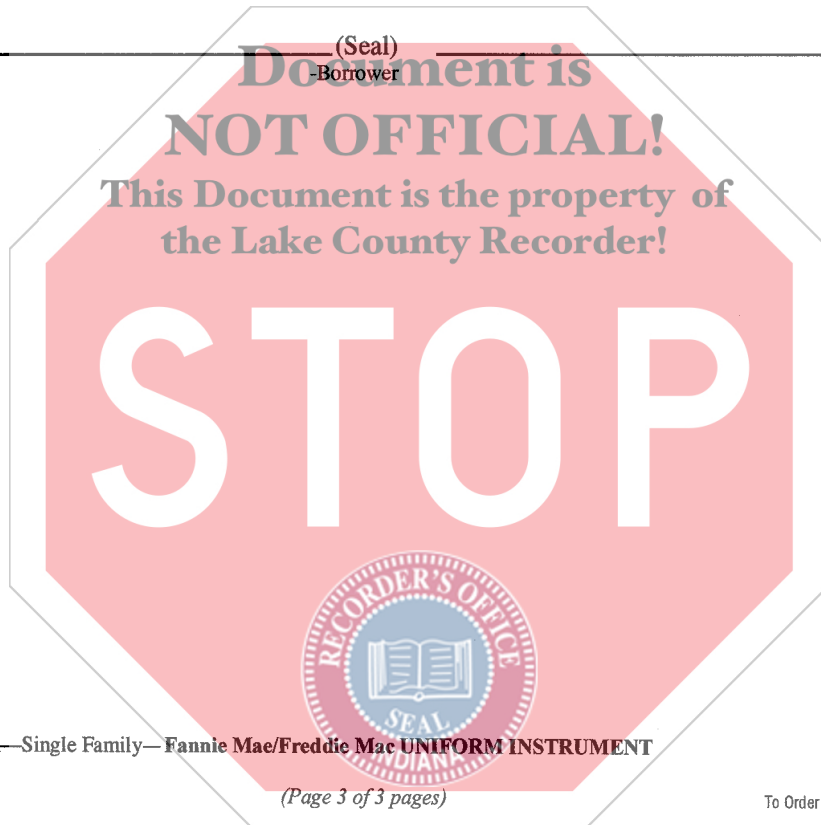 (Seal)
-Borrower
Document is
NOT OFFICIAL!
This Document is the property of
the Lake County Recorder!
STOP
RECORDER'S OFFICE
SEAL
INDIANA
—Single Family—Fannie Mae/Freddie Mac UNIFORM INSTRUMENT
(Page 3 of 3 pages)
To Order